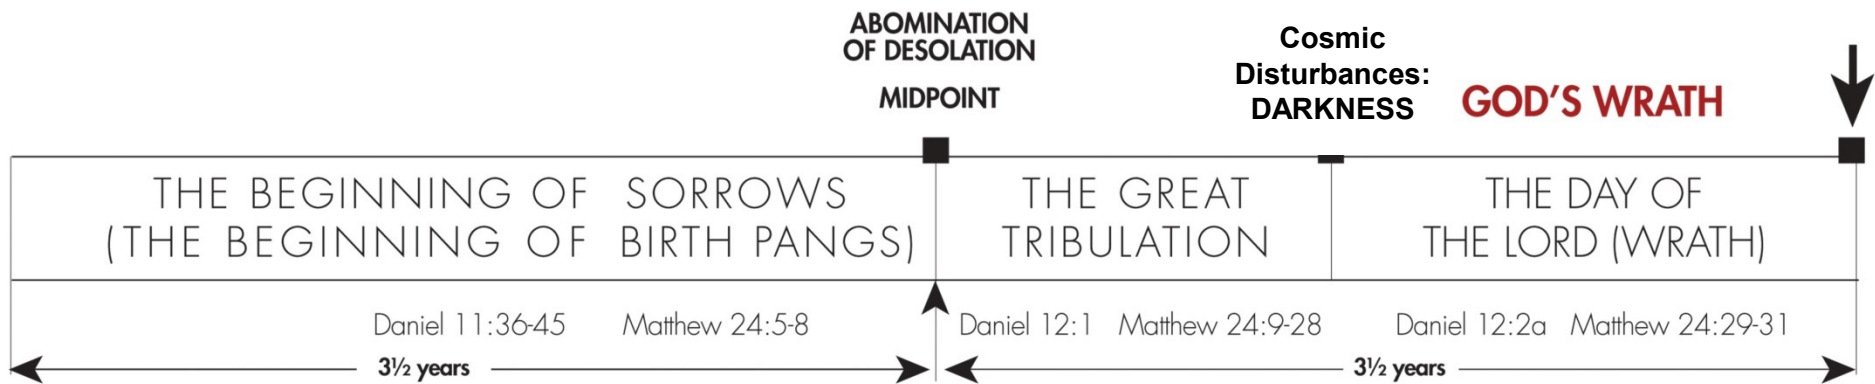 ABOMINATION
OF DESOLATION
MIDPOINT
Cosmic
Disturbances:
DARKNESS
GOD'S WRATH
THE BEGINNING OF SORROWS
(THE BEGINNING OF BIRTH PANGS)
THE GREAT
TRIBULATION
THE DAY OF
THE LORD (WRATH)
Daniel 11:36-45 Matthew 24:5-8
Daniel 12:1 Matthew 24:9-28
Daniel 12:2a Matthew 24:29-31
3½ years
3½ years